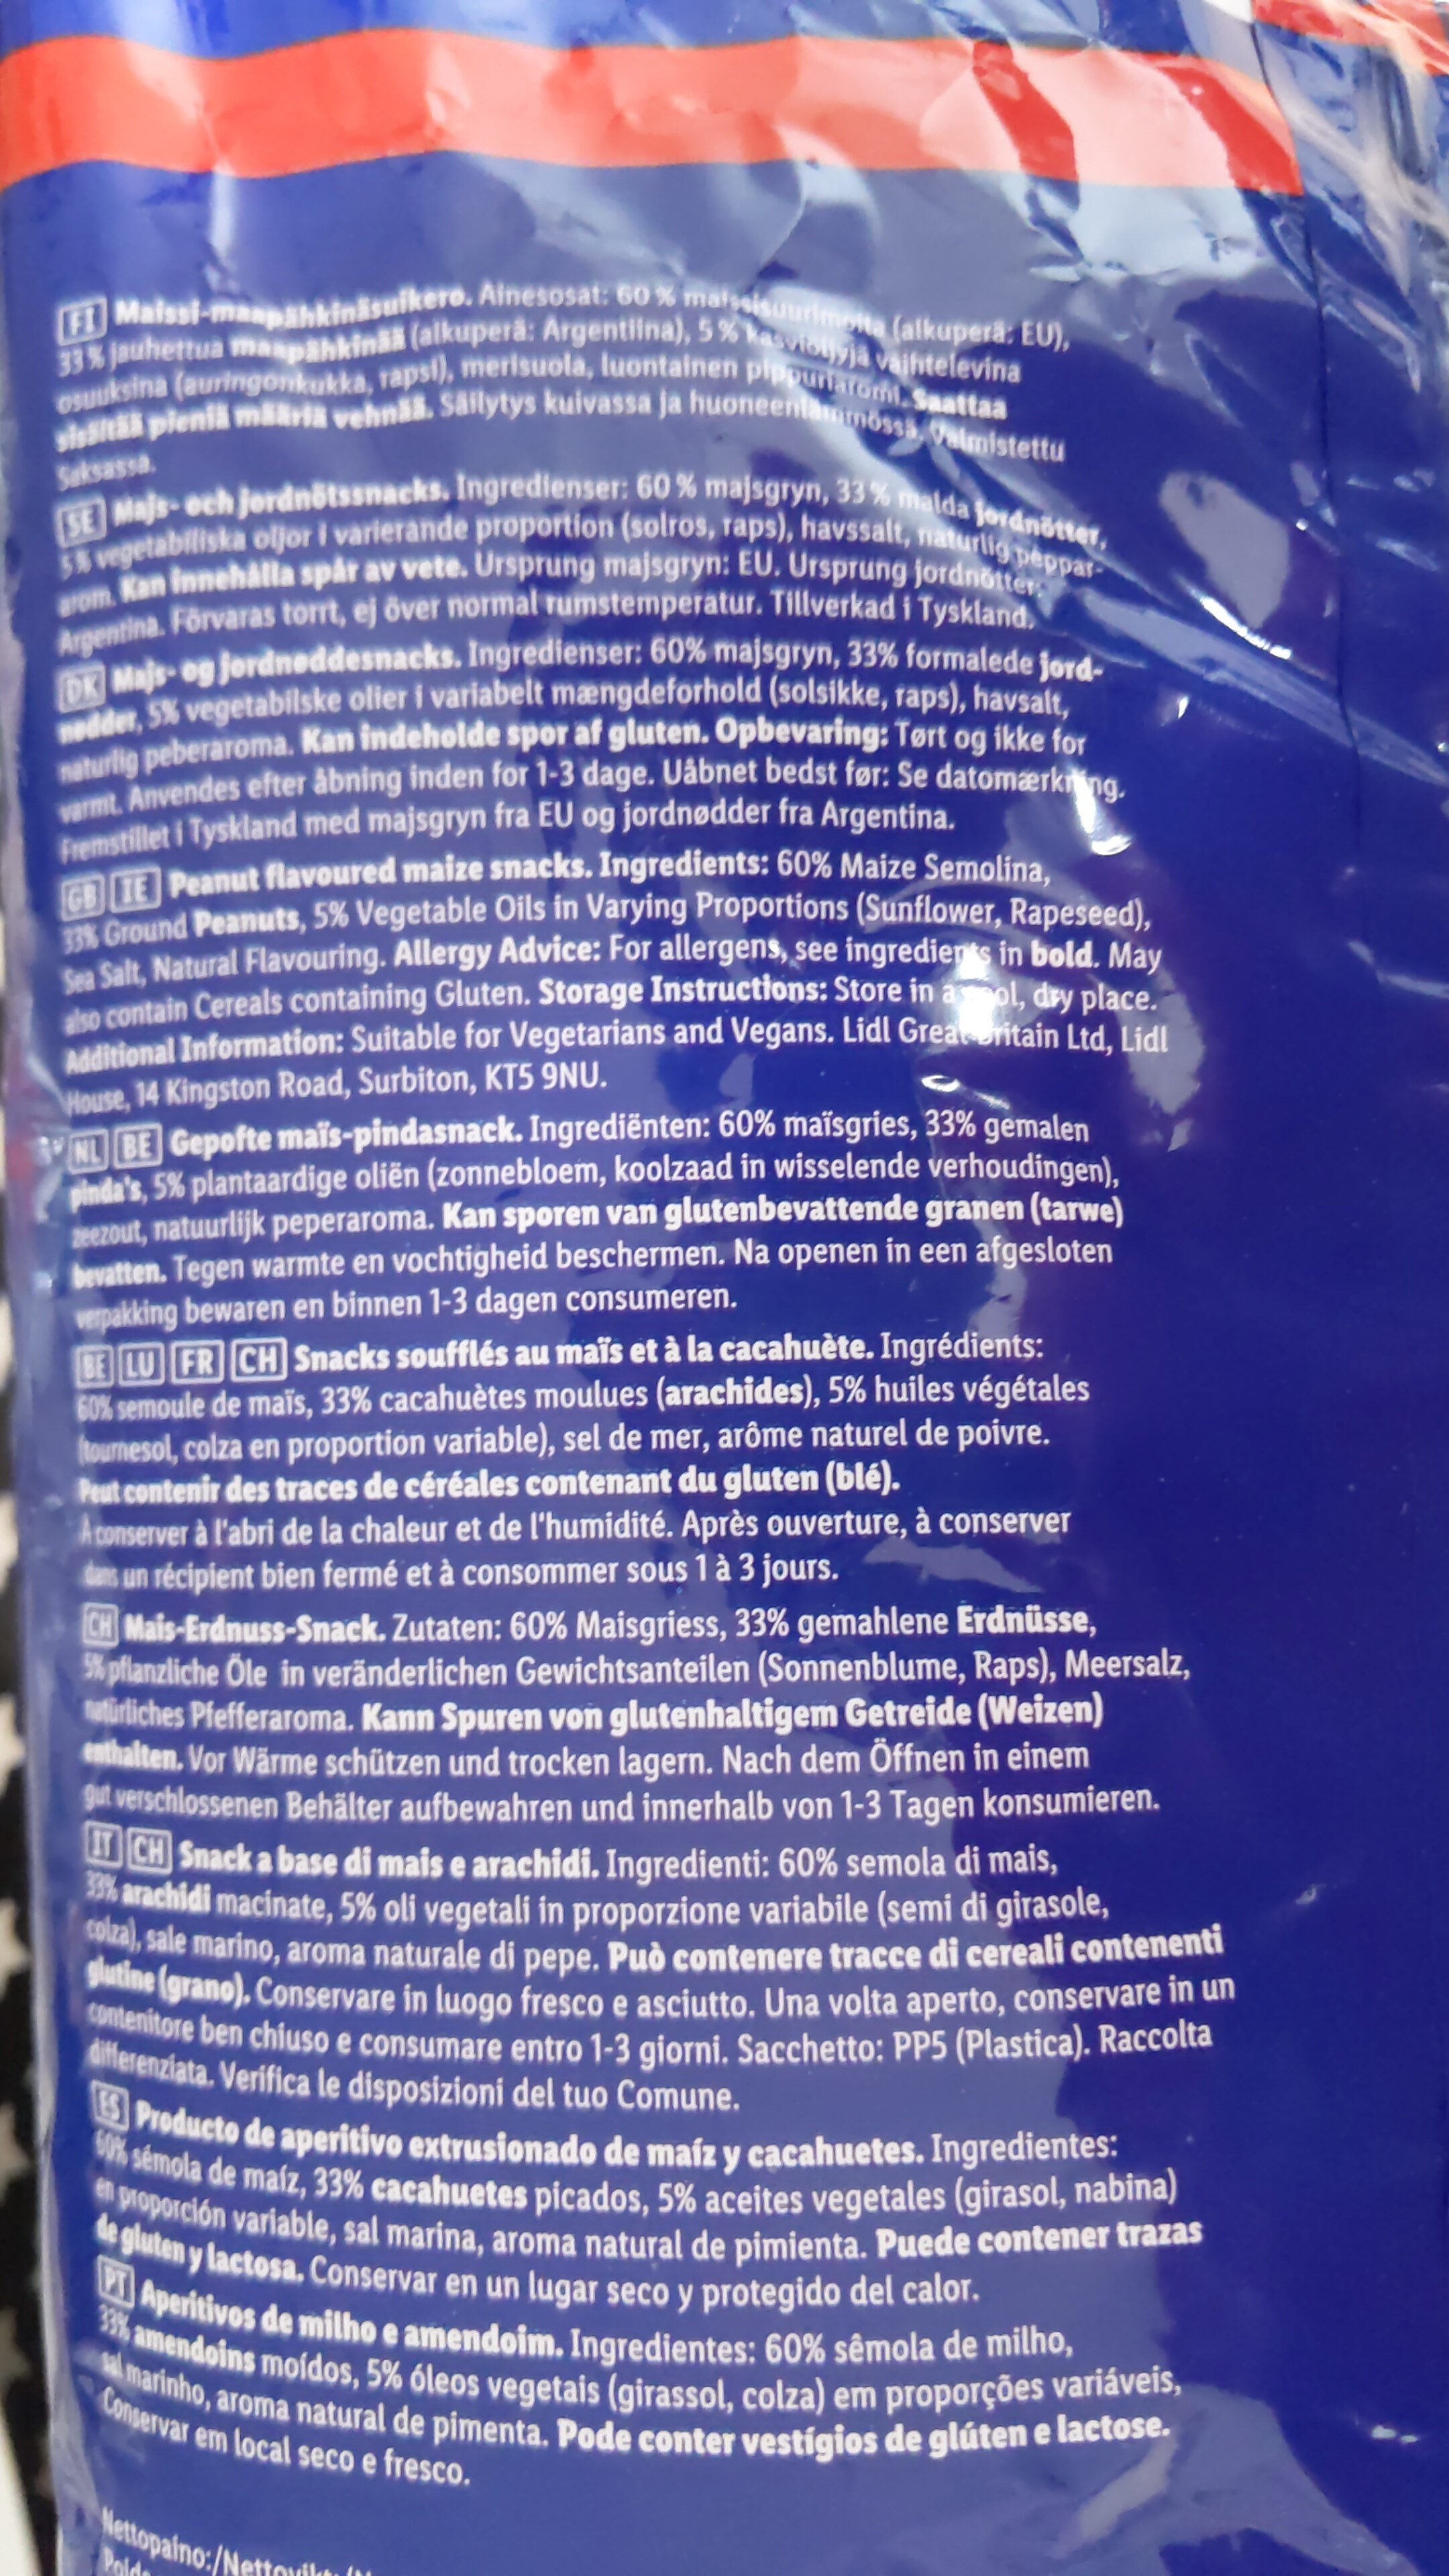 FI Maissi-maapähkinäsuikero. Ainesosat: 60 % maissisuurimoita (alkuperä: EU),
33 % jauhettua maapähkinää (alkuperä: Argentiina), 5 % kasviöljyjä vaihtelevina
osuuksina (auringonkukka, rapsi), merisuola, luontainen pippuriaromi. Saattaa
sisältää pieniä määriä vehnää. Säilytys kuivassa ja huoneenlämmössä. Valmistettu
Saksassa.
SE Majs- och jordnötssnacks. Ingredienser: 60 % majsgryn, 33 % malda jordnötter,
5 % vegetabiliska oljor i varierande proportion (solros, raps), havssalt, naturlig peppar-
arom. Kan innehålla spår av vete. Ursprung majsgryn: EU. Ursprung jordnötter:
Argentina. Förvaras torrt, ej över normal rumstemperatur. Tillverkad i Tyskland.
DK Majs- og jordnøddesnacks. Ingredienser: 60% majsgryn, 33% formalede jord-
nødder, 5% vegetabilske olier i variabelt mængdeforhold (solsikke, raps), havsalt,
naturlig peberaroma. Kan indeholde spor af gluten. Opbevaring: Tørt og ikke for
varmt. Anvendes efter åbning inden for 1-3 dage. Uåbnet bedst før: Se datomærkning.
Fremstillet i Tyskland med majsgryn fra EU og jordnødder fra Argentina.
GB IE Peanut flavoured maize snacks. Ingredients: 60% Maize Semolina,
33% Ground Peanuts, 5% Vegetable Oils in Varying Proportions (Sunflower, Rapeseed),
Sea Salt, Natural Flavouring. Allergy Advice: For allergens, see ingredients in bold. May
also contain Cereals containing Gluten. Storage Instructions: Store in a cool, dry place.
Additional Information: Suitable for Vegetarians and Vegans. Lidl Great Britain Ltd, Lidl
House, 14 Kingston Road, Surbiton, KT5 9NU.
NL BE Gepofte maïs-pindasnack. Ingrediënten: 60% maïsgries, 33% gemalen
pinda's, 5% plantaardige oliën (zonnebloem, koolzaad in wisselende verhoudingen),
zeezout, natuurlijk peperaroma. Kan sporen van glutenbevattende granen (tarwe)
bevatten. Tegen warmte en vochtigheid beschermen. Na openen in een afgesloten
verpakking bewaren en binnen 1-3 dagen consumeren.
BE LU FR CH Snacks soufflés au maïs et à la cacahuète. Ingrédients:
60% semoule de maïs, 33% cacahuètes moulues (arachides), 5% huiles végétales
(tournesol, colza en proportion variable), sel de mer, arôme naturel de poivre.
Peut contenir des traces de céréales contenant du gluten (blé).
À conserver à l'abri de la chaleur et de l'humidité. Après ouverture, à conserver
dans un récipient bien fermé et à consommer sous 1 à 3 jours.
CH Mais-Erdnuss-Snack. Zutaten: 60% Maisgriess, 33% gemahlene Erdnüsse,
5% pflanzliche Öle in veränderlichen Gewichtsanteilen (Sonnenblume, Raps), Meersalz,
natürliches Pfefferaroma. Kann Spuren von glutenhaltigem Getreide (Weizen)
enthalten. Vor Wärme schützen und trocken lagern. Nach dem Öffnen in einem
gut verschlossenen Behälter aufbewahren und innerhalb von 1-3 Tagen konsumieren.
IT CH Snack a base di mais e arachidi. Ingredienti: 60% semola di mais,
33% arachidi macinate, 5% oli vegetali in proporzione variabile (semi di girasole,
colza), sale marino, aroma naturale di pepe. Può contenere tracce di cereali contenenti
glutine (grano). Conservare in luogo fresco e asciutto. Una volta aperto, conservare in un
contenitore ben chiuso e consumare entro 1-3 giorni. Sacchetto: PP5 (Plastica). Raccolta
differenziata. Verifica le disposizioni del tuo Comune.
ES Producto de aperitivo extrusionado de maíz y cacahuetes. Ingredientes:
60% sémola de maíz, 33% cacahuetes picados, 5% aceites vegetales (girasol, nabina)
en proporción variable, sal marina, aroma natural de pimienta. Puede contener trazas
de gluten y lactosa. Conservar en un lugar seco y protegido del calor.
PT Aperitivos de milho e amendoim. Ingredientes: 60% sêmola de milho,
33% amendoins moídos, 5% óleos vegetais (girassol, colza) em proporções variáveis,
sal marinho, aroma natural de pimenta. Pode conter vestígios de glúten e lactose.
Conservar em local seco e fresco.
Nettopaino: